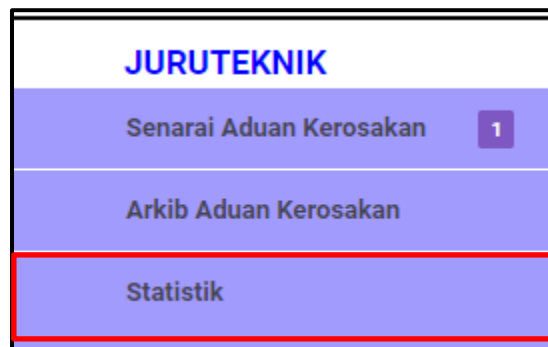 JURUTEKNIK
Senarai Aduan Kerosakan 1
Arkib Aduan Kerosakan
Statistik